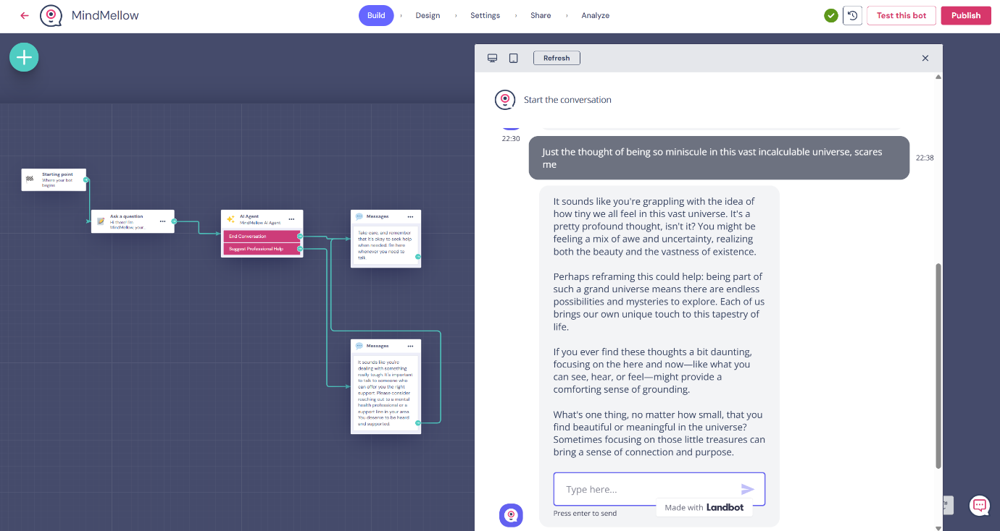 MindMellow
Build
Design
Settings
Share
Analyze
Test this bot
Publish
Refresh
Start the conversation
22:30
Just the thought of being so miniscule in this vast incalculable universe, scares
me
22:38
It sounds like you're grappling with the idea of
how tiny we all feel in this vast universe. It's a
pretty profound thought, isn't it? You might be
feeling a mix of awe and uncertainty, realizing
both the beauty and the vastness of existence.
Perhaps reframing this could help: being part of
such a grand universe means there are endless
possibilities and mysteries to explore. Each of us
brings our own unique touch to this tapestry of
life.
If you ever find these thoughts a bit daunting,
focusing on the here and now—like what you
can see, hear, or feel—might provide a
comforting sense of grounding.
What's one thing, no matter how small, that you
find beautiful or meaningful in the universe?
Sometimes focusing on those little treasures can
bring a sense of connection and purpose.
Type here...
Made with Landbot
Press enter to send
Starting point
Where your bot
begins
Ask a question
Hi there! I'm
MindMellow, your...
AI Agent
MindMellow AI Agent
End Conversation
Suggest Professional Help
Messages
Take care, and remember
that it's okay to seek help
when needed. I'm here
whenever you need to
talk.
Messages
It sounds like you're
dealing with something
really tough. It's important
to talk to someone who
can offer you the right
support. Please consider
reaching out to a mental
health professional or a
support line in your area.
You deserve to be heard
and supported.